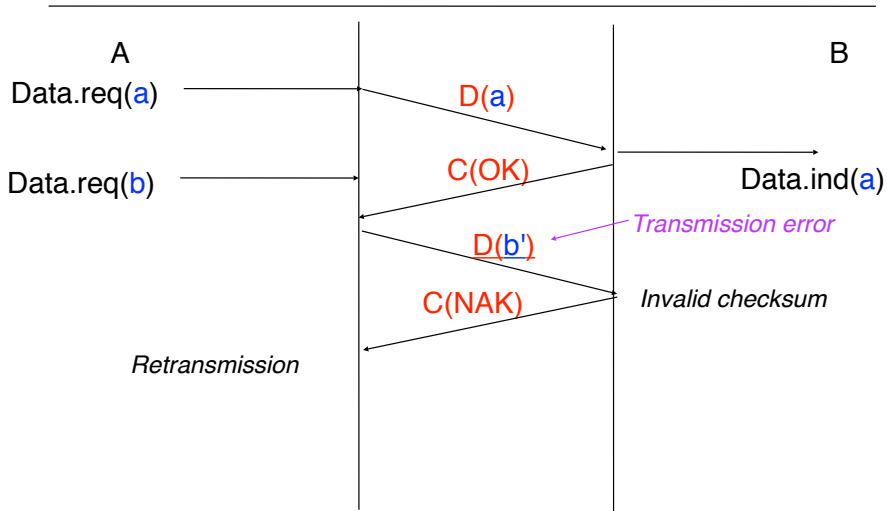 A
B
Data.req(a)
D(a)
C(OK)
Data.req(b)
Data.ind(a)
Transmission error
D(b')
Invalid checksum
C(NAK)
Retransmission